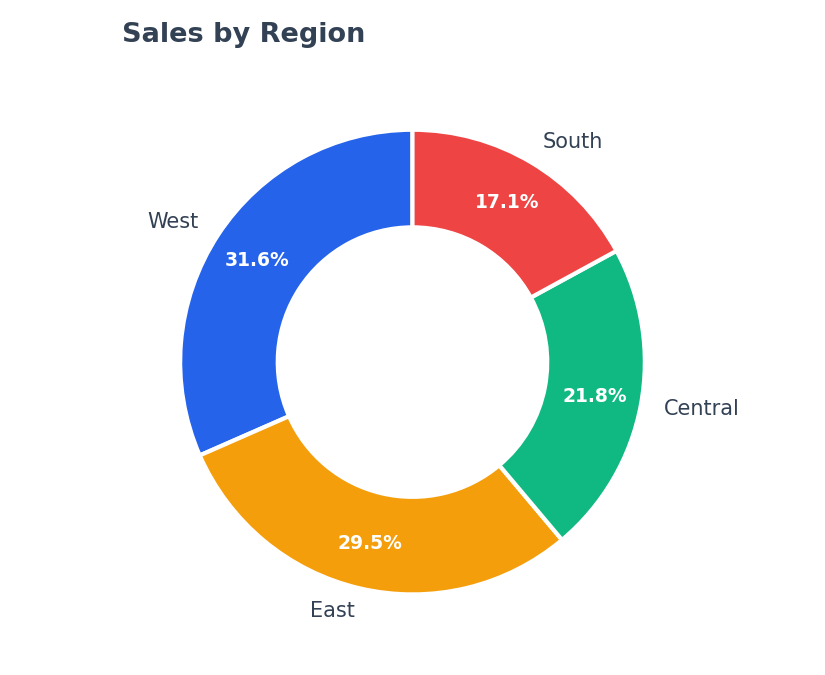 Sales by Region
South
17.1%
West
31.6%
21.8%
Central
29.5%
East